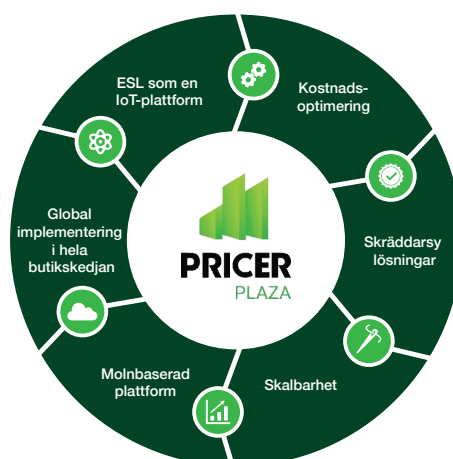 ESL som en
IoT-plattform
Kostnads-
optimering
Skräddarsy
lösningar
Skalbarhet
Molnbaserad
plattform
Global
implementering
i hela
butikskedjan
PRICER
PLAZA